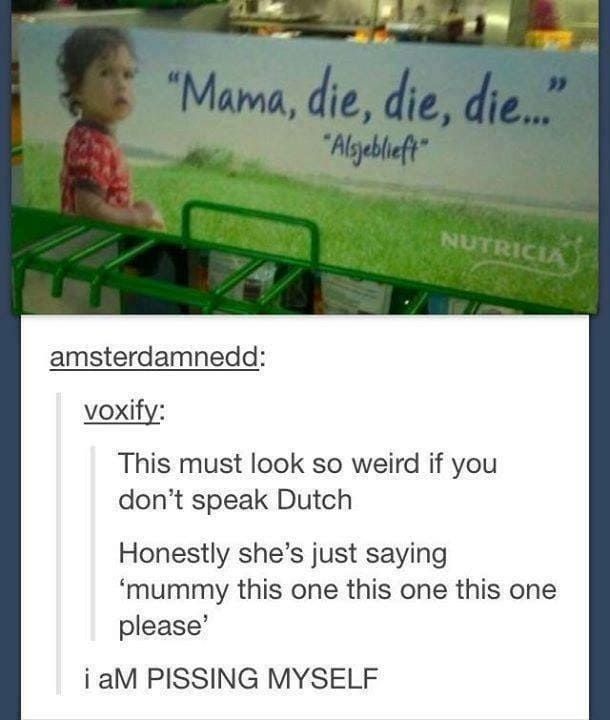 "Mama, die, die, die..."
"Alsjeblieft"
NUTRICIA
amsterdamnedd:
voxify:
This must look so weird if you
don't speak Dutch
Honestly she's just saying
'mummy this one this one this one
please'
i aM PISSING MYSELF